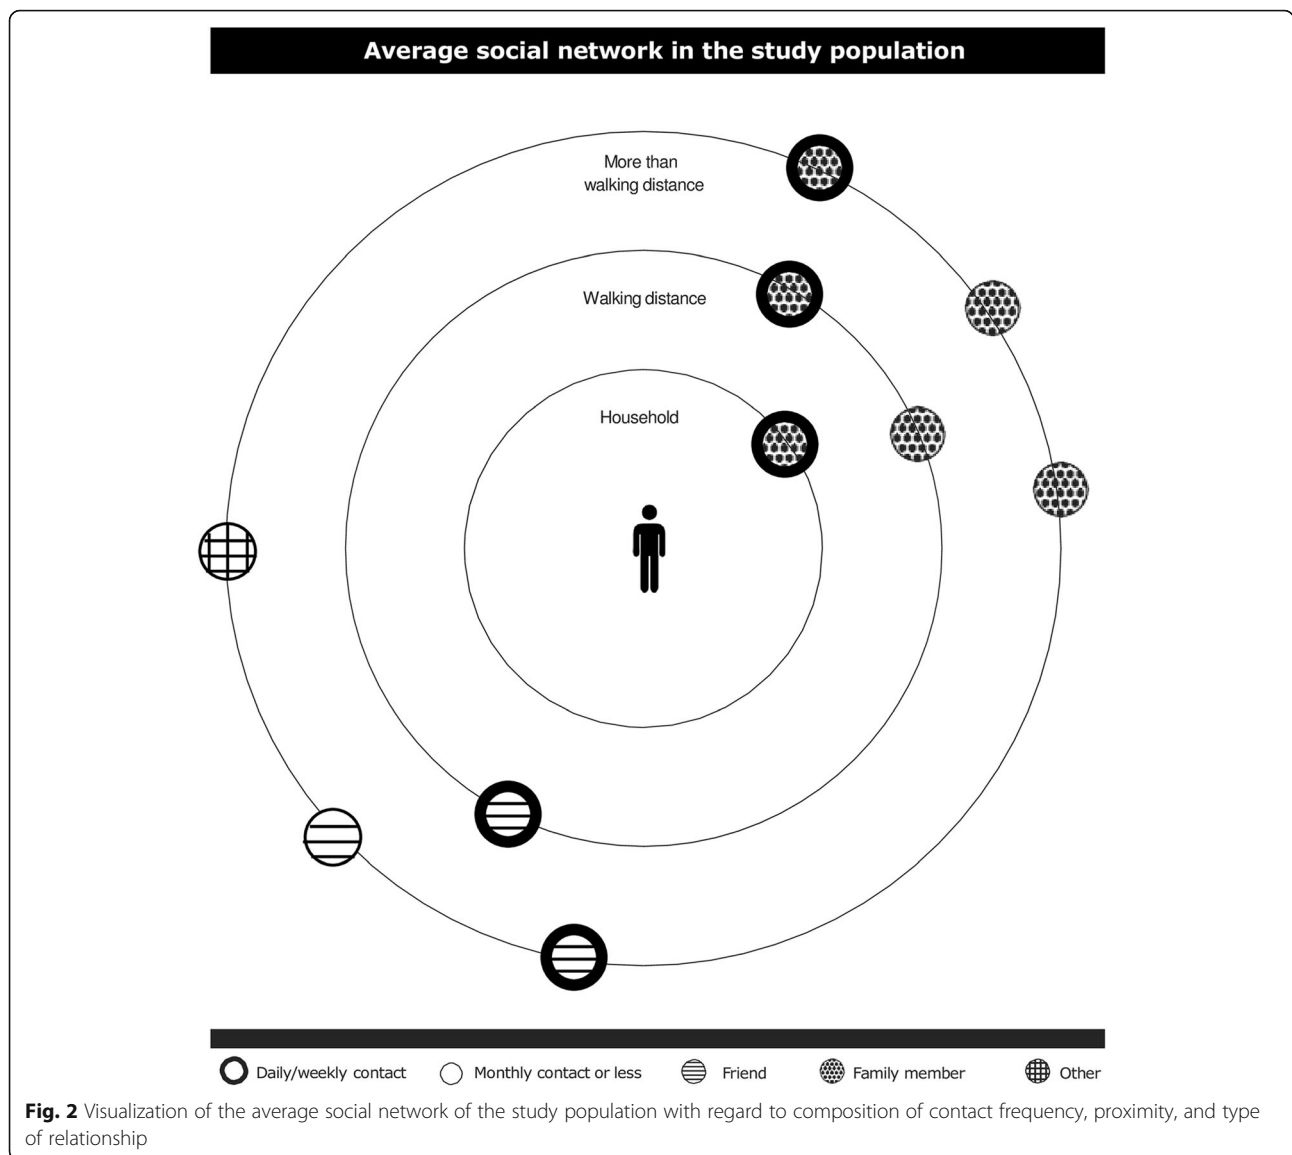 Average social network in the study population
More than
walking distance
Walking distance
Household
Daily/weekly contact
Monthly contact or less
Friend
Family member
Other
Fig. 2 Visualization of the average social network of the study population with regard to composition of contact frequency, proximity, and type
of relationship